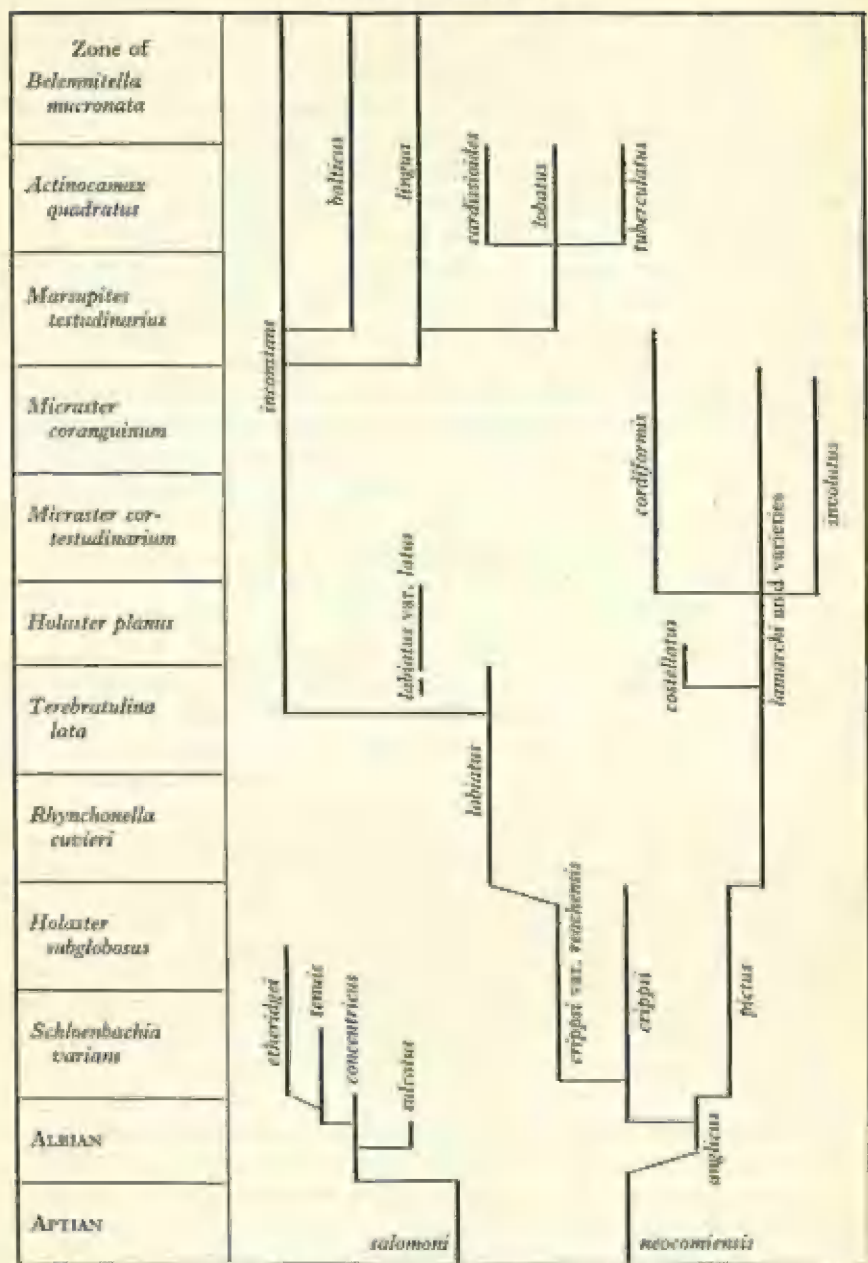 Zone of
Belemnitella
mucronata
Actinocamax
quadratus
Marsupites
testudinarius
Micraster
coranguinum
Micraster cor-
testudinarium
Holaster planus
Terebratulina
lata
Rhynchonella
cuvieri
Holaster
subglobosus
Schloenbachia
varians
ALBIAN
APTIAN
inconstans
balticus
lingua
cardissoides
lobatus
tuberculatus
cordiformis
involutus
lamarcki und varieties
costellatus
labiatus var. latus
labiatus
crippsi var. reachensis
crippsi
pictus
etheridgei
tenuis
concentricus
sulcatus
anglicus
salomoni
neocomiensis